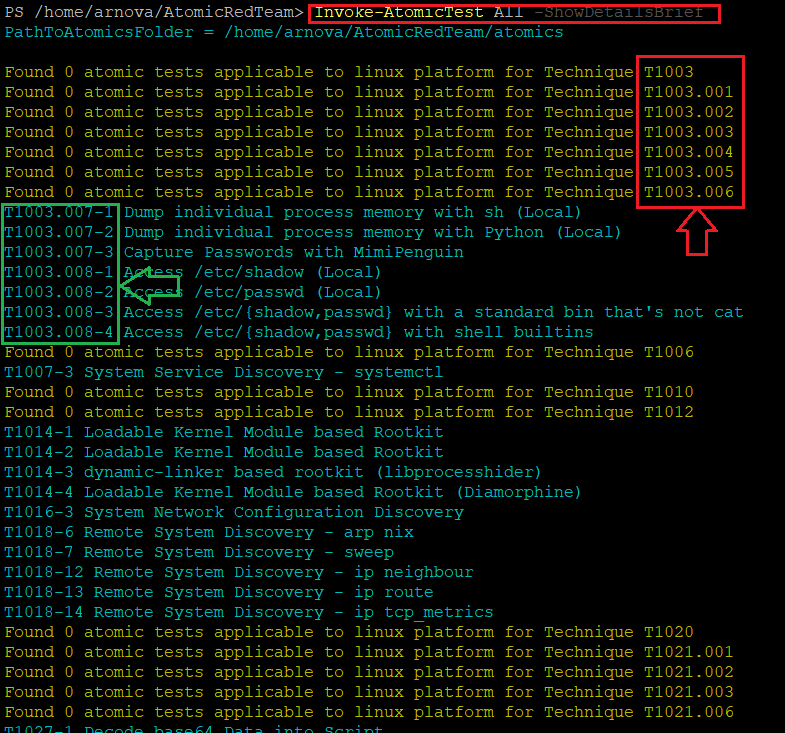 PS /home/arnova/AtomicRedTeam> Invoke-AtomicTest All -ShowDetailsBrief
PathToAtomicsFolder = /home/arnova/AtomicRedTeam/atomics
Found 0 atomic tests applicable to linux platform for Technique T1003
Found 0 atomic tests applicable to linux platform for Technique T1003.001
Found 0 atomic tests applicable to linux platform for Technique T1003.002
Found 0 atomic tests applicable to linux platform for Technique T1003.003
Found 0 atomic tests applicable to linux platform for Technique T1003.004
Found 0 atomic tests applicable to linux platform for Technique T1003.005
Found 0 atomic tests applicable to linux platform for Technique T1003.006
T1003.007-1 Dump individual process memory with sh (Local)
T1003.007-2 Dump individual process memory with Python (Local)
T1003.007-3 Capture Passwords with MimiPenguin
T1003.008-1 Access /etc/shadow (Local)
T1003.008-2 Access /etc/passwd (Local)
T1003.008-3 Access /etc/{shadow,passwd} with a standard bin that's not cat
T1003.008-4 Access /etc/{shadow,passwd} with shell builtins
Found 0 atomic tests applicable to linux platform for Technique T1006
T1007-3 System Service Discovery - systemctl
Found 0 atomic tests applicable to linux platform for Technique T1010
Found 0 atomic tests applicable to linux platform for Technique T1012
T1014-1 Loadable Kernel Module based Rootkit
T1014-2 Loadable Kernel Module based Rootkit
T1014-3 dynamic-linker based rootkit (libprocesshider)
T1014-4 Loadable Kernel Module based Rootkit (Diamorphine)
T1016-3 System Network Configuration Discovery
T1018-6 Remote System Discovery - arp nix
T1018-7 Remote System Discovery - sweep
T1018-12 Remote System Discovery - ip neighbour
T1018-13 Remote System Discovery - ip route
T1018-14 Remote System Discovery - ip tcp_metrics
Found 0 atomic tests applicable to linux platform for Technique T1020
Found 0 atomic tests applicable to linux platform for Technique T1021.001
Found 0 atomic tests applicable to linux platform for Technique T1021.002
Found 0 atomic tests applicable to linux platform for Technique T1021.003
Found 0 atomic tests applicable to linux platform for Technique T1021.006
T1027-1 Decode base64 Data into Script